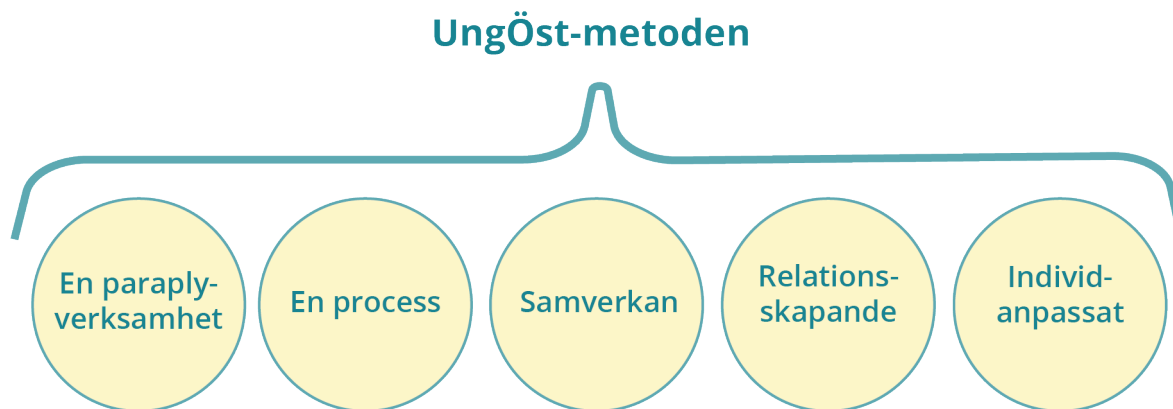 UngÖst-metoden
En paraply-
verksamhet
En process
Samverkan
Relations-
skapande
Individ-
anpassat